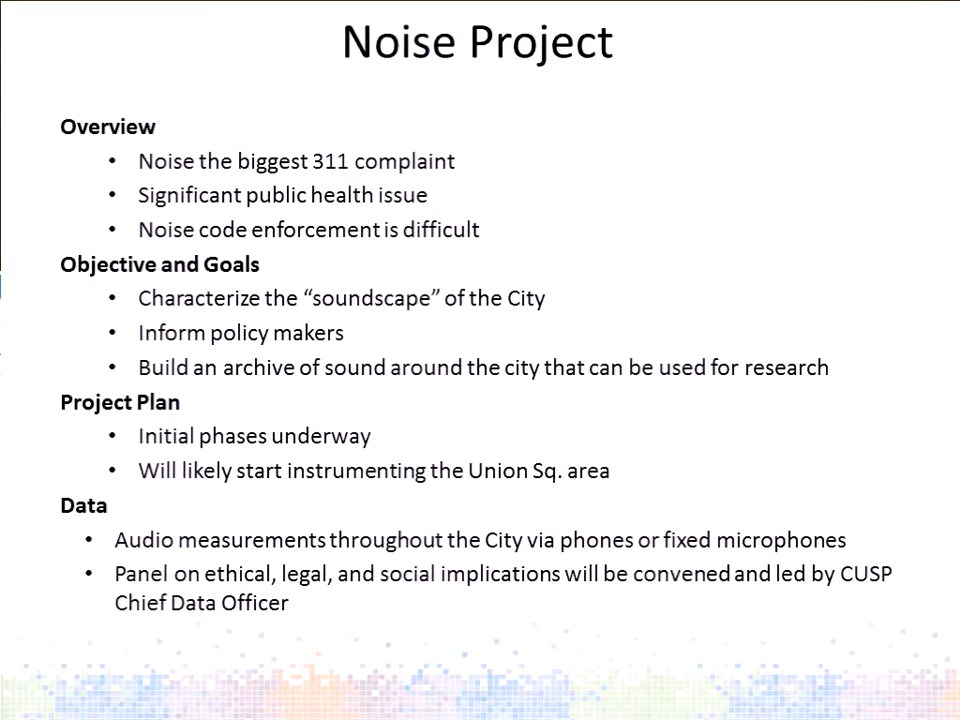 Noise Project
Overview
• Noise the biggest 311 complaint
• Significant public health issue
• Noise code enforcement is difficult
Objective and Goals
• Characterize the “soundscape” of the City
• Inform policy makers
• Build an archive of sound around the city that can be used for research
Project Plan
• Initial phases underway
• Will likely start instrumenting the Union Sq. area
Data
• Audio measurements throughout the City via phones or fixed microphones
• Panel on ethical, legal, and social implications will be convened and led by CUSP
Chief Data Officer